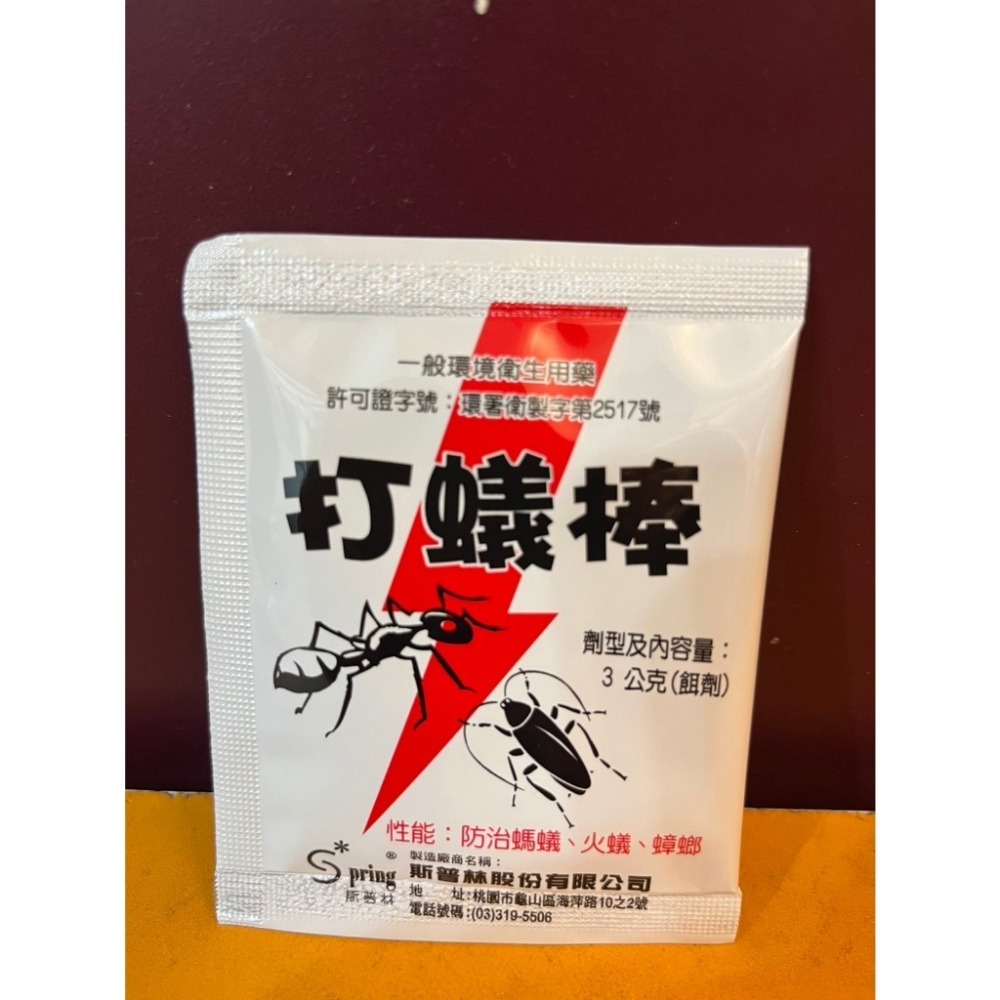 一般環境衛生用藥
許可證字號：環署衛製字第2517號
打蟻棒
劑型及內容量：
3 公克(餌劑)
性能：防治螞蟻、火蟻、蟑螂
S*pring®
斯普林
製造廠商名稱：
斯普林股份有限公司
地 址:桃園市龜山區海萍路10之2號
電話號碼:(03)319-5506